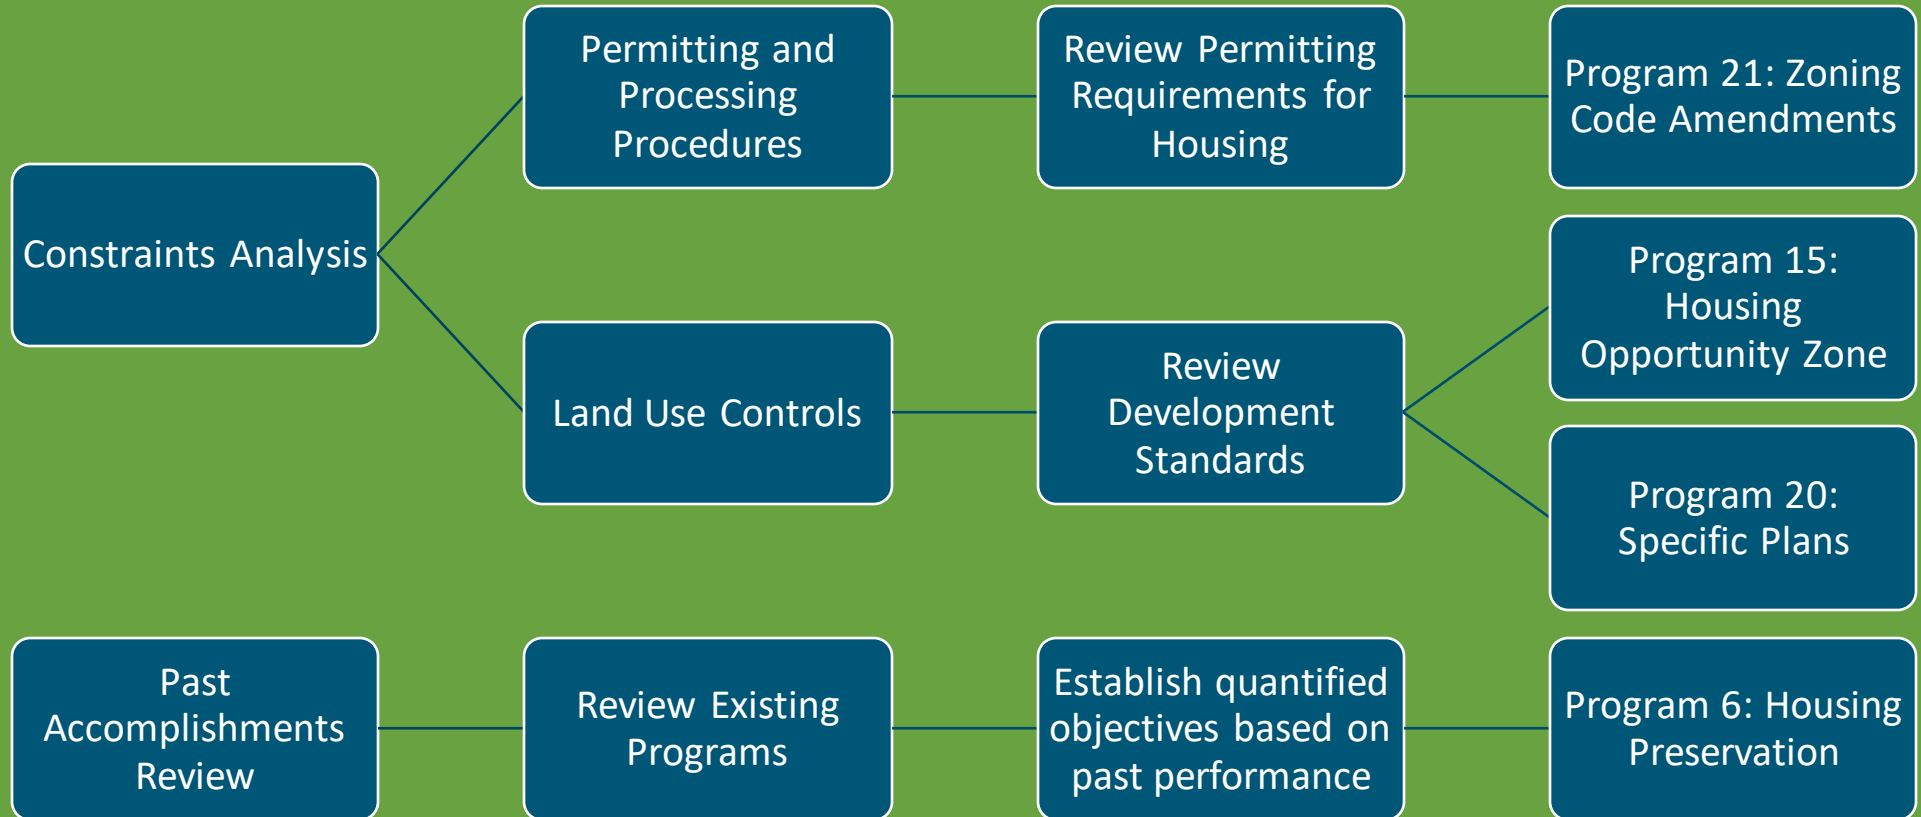 Permitting and
Processing
Procedures
Review Permitting
Requirements for
Housing
Program 21: Zoning
Code Amendments
Constraints Analysis
Program 15:
Housing
Opportunity Zone
Land Use Controls
Review
Development
Standards
Program 20:
Specific Plans
Past
Accomplishments
Review
Review Existing
Programs
Establish quantified
objectives based on
past performance
Program 6: Housing
Preservation